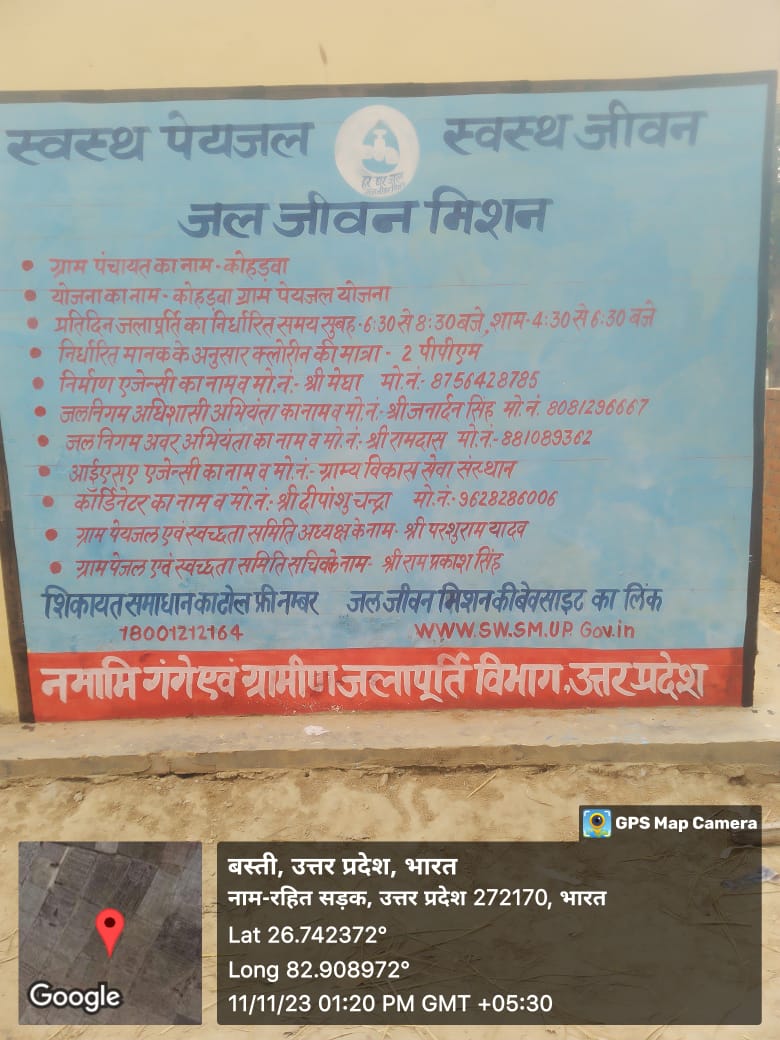 स्वस्थ पेयजल स्वस्थ जीवन
हर घर जल
जल जीवन मिशन
ग्राम पंचायत का नाम - कोहड़वा
योजना का नाम - कोहड़वा ग्राम पेयजल योजना
प्रतिदिन जलापूर्ति का निर्धारित समय सुबह - 6:30 से 8:30 बजे, शाम - 4:30 से 6:30 बजे
निर्धारित मानक के अनुसार क्लोरीन की मात्रा - 2 पीपीएम
निर्माण एजेन्सी का नाम व मो.नं:- श्री मेघा मो.नं:- 8756428785
जलनिगम अधिशासी अभियंता का नाम व मो.नं:- श्री जनार्दन सिंह मो.नं. 8081296667
जल निगम अवर अभियंता का नाम व मो.नं:- श्री रामदास मो.नं:- 881089362
आईएसए एजेन्सी का नाम व मो.नं:- ग्राम्य विकास सेवा संस्थान
कॉर्डिनेटर का नाम व मो.नं:- श्री दीपांशु चन्द्रा मो.नं:- 9628286006
ग्राम पेयजल एवं स्वच्छता समिति अध्यक्ष के नाम- श्री परशुराम यादव
ग्राम पेजल एवं स्वच्छता समिति सचिव के नाम- श्री राम प्रकाश सिंह
शिकायत समाधान का टोल फ्री नम्बर जल जीवन मिशन की बेवसाइट का लिंक
18001212164 WWW.SW.SM.UP. Gov.in
नमामि गंगे एवं ग्रामीण जलापूर्ति विभाग, उत्तर प्रदेश
GPS Map Camera
बस्ती, उत्तर प्रदेश, भारत
नाम-रहित सड़क, उत्तर प्रदेश 272170, भारत
Lat 26.742372°
Long 82.908972°
11/11/23 01:20 PM GMT +05:30
Google